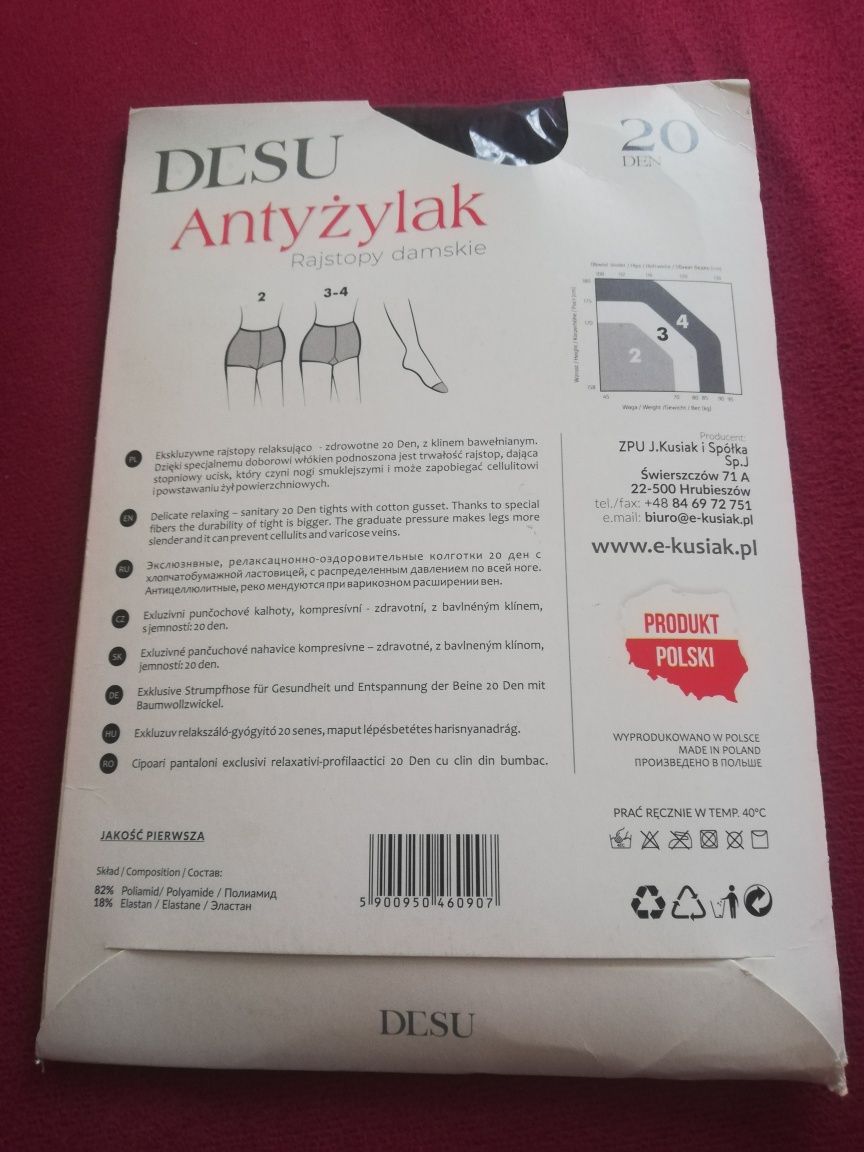 DESU
Antyżylak
Rajstopy damskie
20
DEN
2
3-4
4
3
2
Waga / Weight /Gewicht / Вес (kg)
PL
Ekskluzywne rajstopy relaksująco - zdrowotne 20 Den, z klinem bawełnianym.
Dzięki specjalnemu doborowi włókien podnoszona jest trwałość rajstop, dająca
stopniowy ucisk, który czyni nogi smuklejszymi i może zapobiegać cellulitowi
i powstawaniu żył powierzchniowych.
EN
Delicate relaxing – sanitary 20 Den tights with cotton gusset. Thanks to special
fibers the durability of tight is bigger. The graduate pressure makes legs more
slender and it can prevent cellulits and varicose veins.
RU
Экслюзнвные, релаксационно-оздоровительные колготки 20 ден с
хлопчатобумажной ластовицей, с распределенным давлением по всей ноге.
Антицеллюлитные, реко мендуются при варикозном расширении вен.
CZ
Exluzivní punčochové kalhoty, kompresívní - zdravotní, z bavlnéným klínem,
s jemností: 20 den.
SK
Exluzivné pančuchové nahavice kompresívne – zdravotné, z bavlneným klínom,
jemností: 20 den.
DE
Exklusive Strumpfhose für Gesundheit und Entspannung der Beine 20 Den mit
Baumwollzwickel.
HU
Exkluzuv relakszáló-gyógyitó 20 senes, maput lépésbetétes harisnyanadrág.
RO
Cipoari pantaloni exclusivi relaxativi-profilaactici 20 Den cu clin din bumbac.
Producent:
ZPU J.Kusiak i Spółka
Sp.J
Świerszczów 71 A
22-500 Hrubieszów
tel./fax: +48 84 69 72 751
e.mail: biuro@e-kusiak.pl
www.e-kusiak.pl
PRODUKT
POLSKI
WYPRODUKOWANO W POLSCE
MADE IN POLAND
ПРОИЗВЕДЕНО В ПОЛЬШЕ
PRAĆ RĘCZNIE W TEMP. 40°C
JAKOŚĆ PIERWSZA
Skład / Composition / Состав:
82% Poliamid/ Polyamide / Полиамид
18% Elastan / Elastane / Эластан
5 900950 460907
DESU